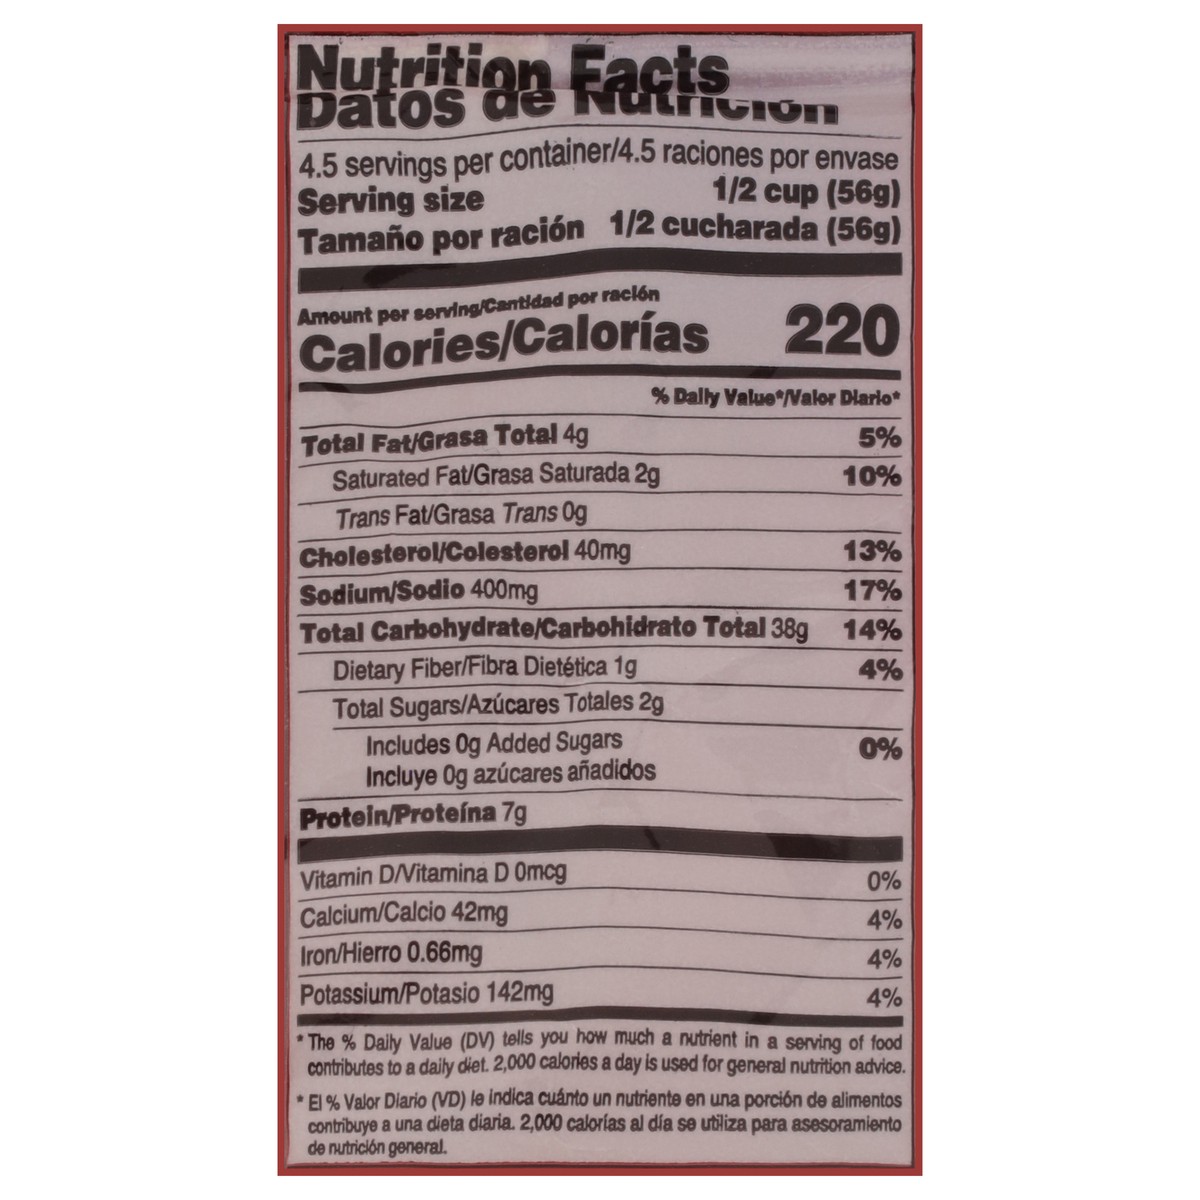 Nutrition Facts
Datos de Nutrición
4.5 servings per container/4.5 raciones por envase
Serving size 1/2 cup (56g)
Tamaño por ración 1/2 cucharada (56g)
Amount per serving/Cantidad por ración
Calories/Calorías 220
% Daily Value*/Valor Diario*
Total Fat/Grasa Total 4g 5%
Saturated Fat/Grasa Saturada 2g 10%
Trans Fat/Grasa Trans 0g
Cholesterol/Colesterol 40mg 13%
Sodium/Sodio 400mg 17%
Total Carbohydrate/Carbohidrato Total 38g 14%
Dietary Fiber/Fibra Dietética 1g 4%
Total Sugars/Azúcares Totales 2g
Includes 0g Added Sugars 0%
Incluye 0g azúcares añadidos
Protein/Proteína 7g
Vitamin D/Vitamina D 0mcg 0%
Calcium/Calcio 42mg 4%
Iron/Hierro 0.66mg 4%
Potassium/Potasio 142mg 4%
* The % Daily Value (DV) tells you how much a nutrient in a serving of food
contributes to a daily diet. 2,000 calories a day is used for general nutrition advice.
* El % Valor Diario (VD) le indica cuánto un nutriente en una porción de alimentos
contribuye a una dieta diaria. 2,000 calorías al día se utiliza para asesoramiento
de nutrición general.